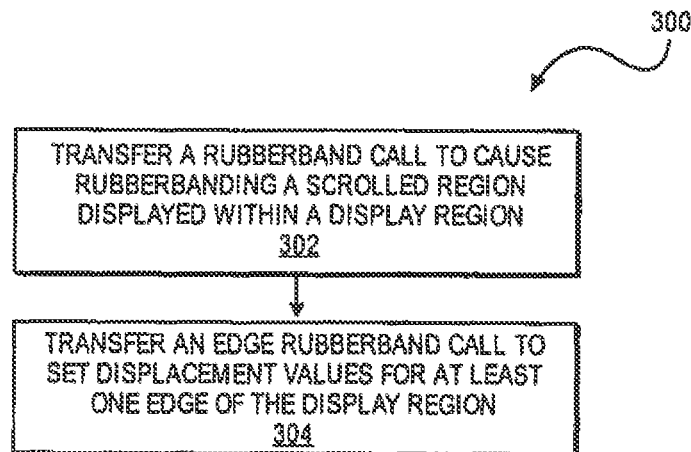 300
TRANSFER A RUBBERBAND CALL TO CAUSE
RUBBERBANDING A SCROLLED REGION
DISPLAYED WITHIN A DISPLAY REGION
302
TRANSFER AN EDGE RUBBERBAND CALL TO
SET DISPLACEMENT VALUES FOR AT LEAST
ONE EDGE OF THE DISPLAY REGION
304